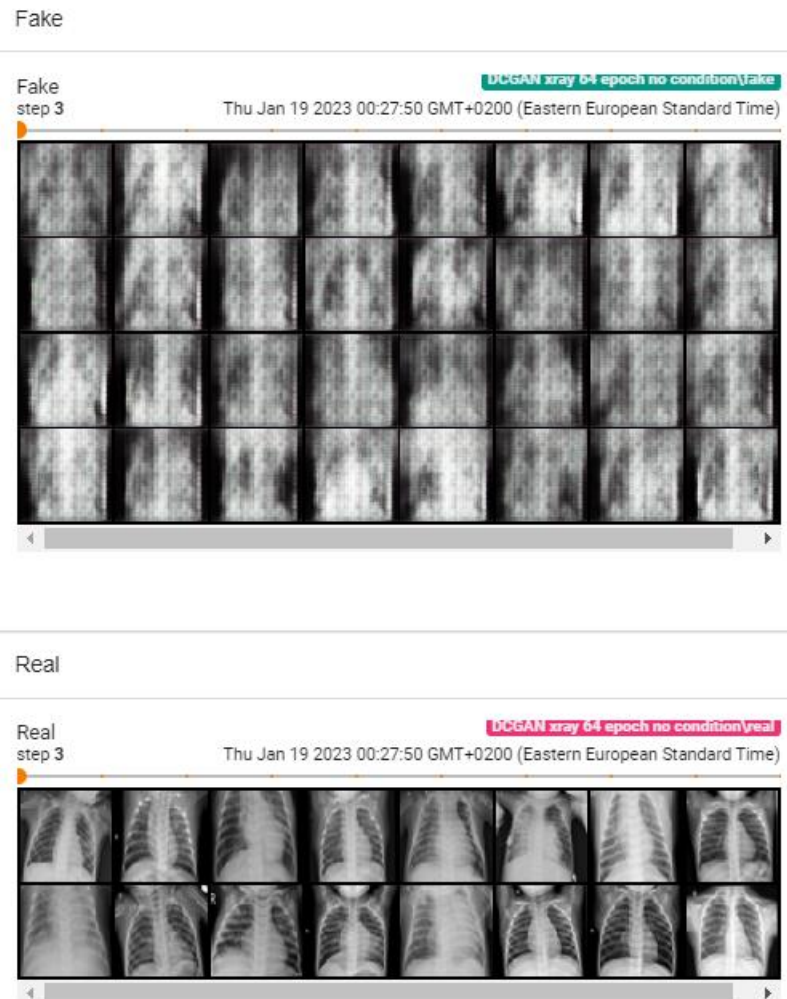 Fake
DCGAN xray 64 epoch no condition\fake
Fake
step 3
Thu Jan 19 2023 00:27:50 GMT+0200 (Eastern European Standard Time)
Real
DCGAN xray 64 epoch no condition\real
Real
step 3
Thu Jan 19 2023 00:27:50 GMT+0200 (Eastern European Standard Time)
R